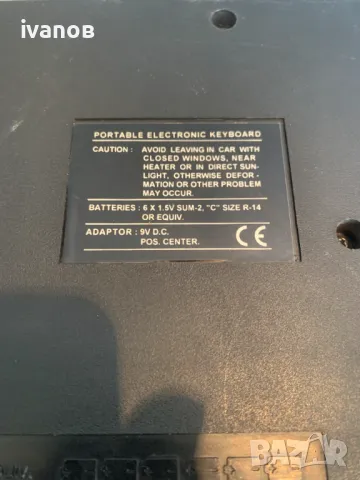 ivanob
PORTABLE ELECTRONIC KEYBOARD
CAUTION : AVOID LEAVING IN CAR WITH
CLOSED WINDOWS, NEAR
HEATER OR IN DIRECT SUN-
LIGHT, OTHERWISE DEFOR-
MATION OR OTHER PROBLEM
MAY OCCUR.
BATTERIES : 6 X 1.5V SUM-2, "C" SIZE R-14
OR EQUIV.
ADAPTOR : 9V D.C.
POS. CENTER.
CE
BAZAR